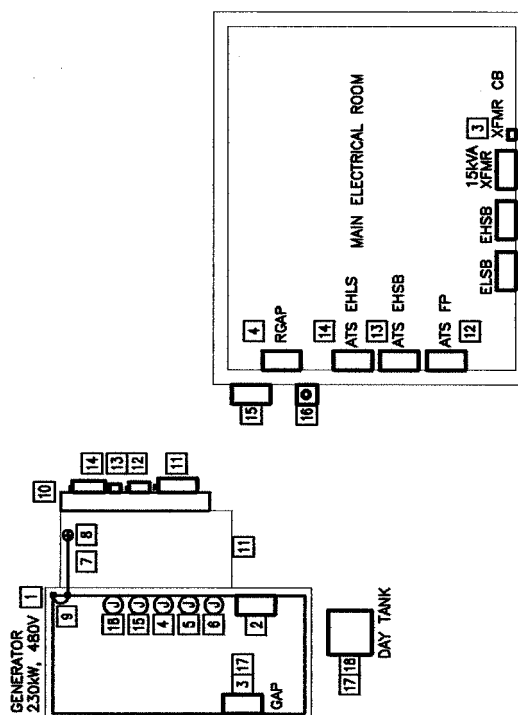 GENERATOR
230kW, 480V
1
9
7
8
18
15
4
5
6
2
3 17
GAP
11
10
14
13
12
11
17 18
DAY TANK
15
16
4
RGAP
14
ATS EHLS
13
ATS EHSB
ATS FP
12
MAIN ELECTRICAL ROOM
ELSB
EHSB
15kVA
XFMR
3
XFMR CB